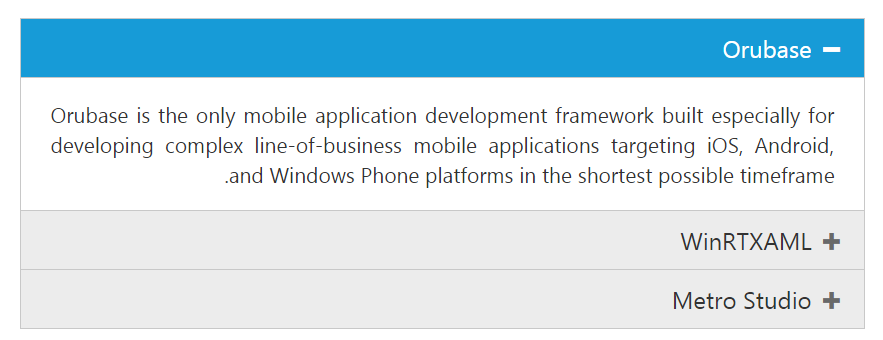 Orubase
Orubase is the only mobile application development framework built especially for
developing complex line-of-business mobile applications targeting iOS, Android,
.and Windows Phone platforms in the shortest possible timeframe
WinRTXAML
Metro Studio